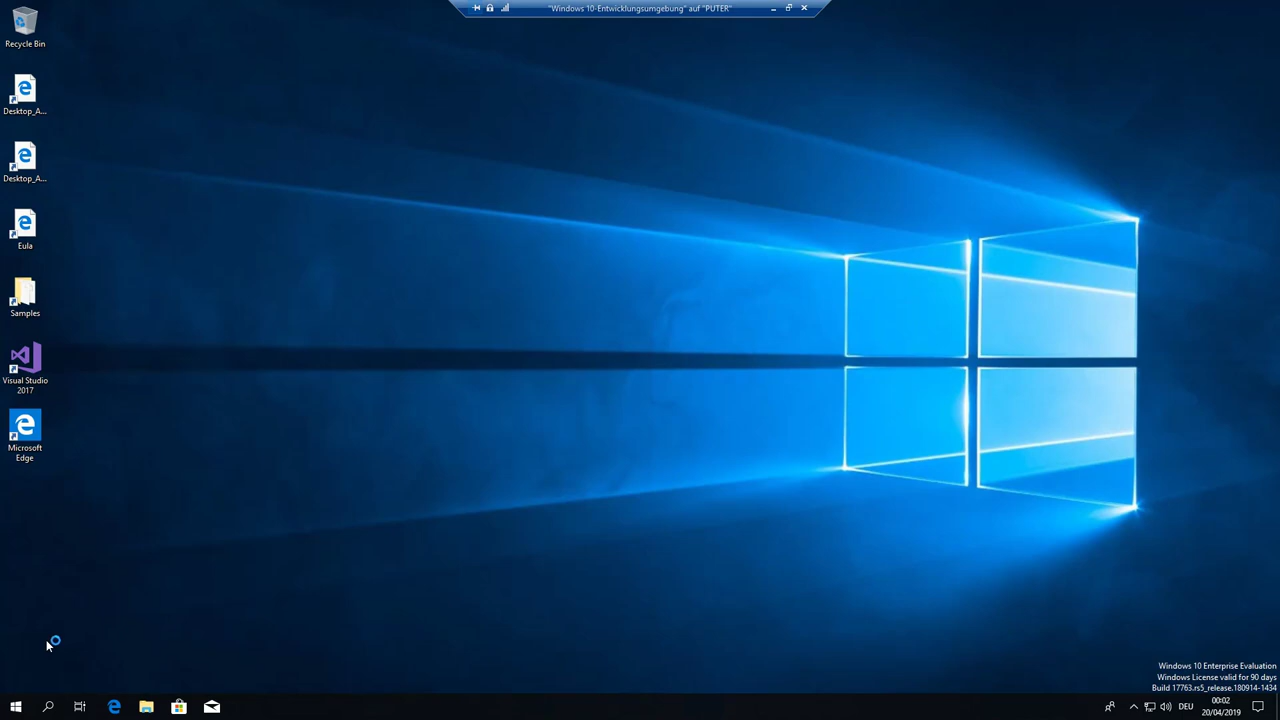 "Windows 10-Entwicklungsumgebung" auf "PUTER"
Recycle Bin
Desktop_A...
Desktop_A...
Eula
Samples
Visual Studio
2017
Microsoft
Edge
Windows 10 Enterprise Evaluation
Windows License valid for 90 days
Build 17763.rs5_release.180914-1434
DEU
00:02
20/04/2019